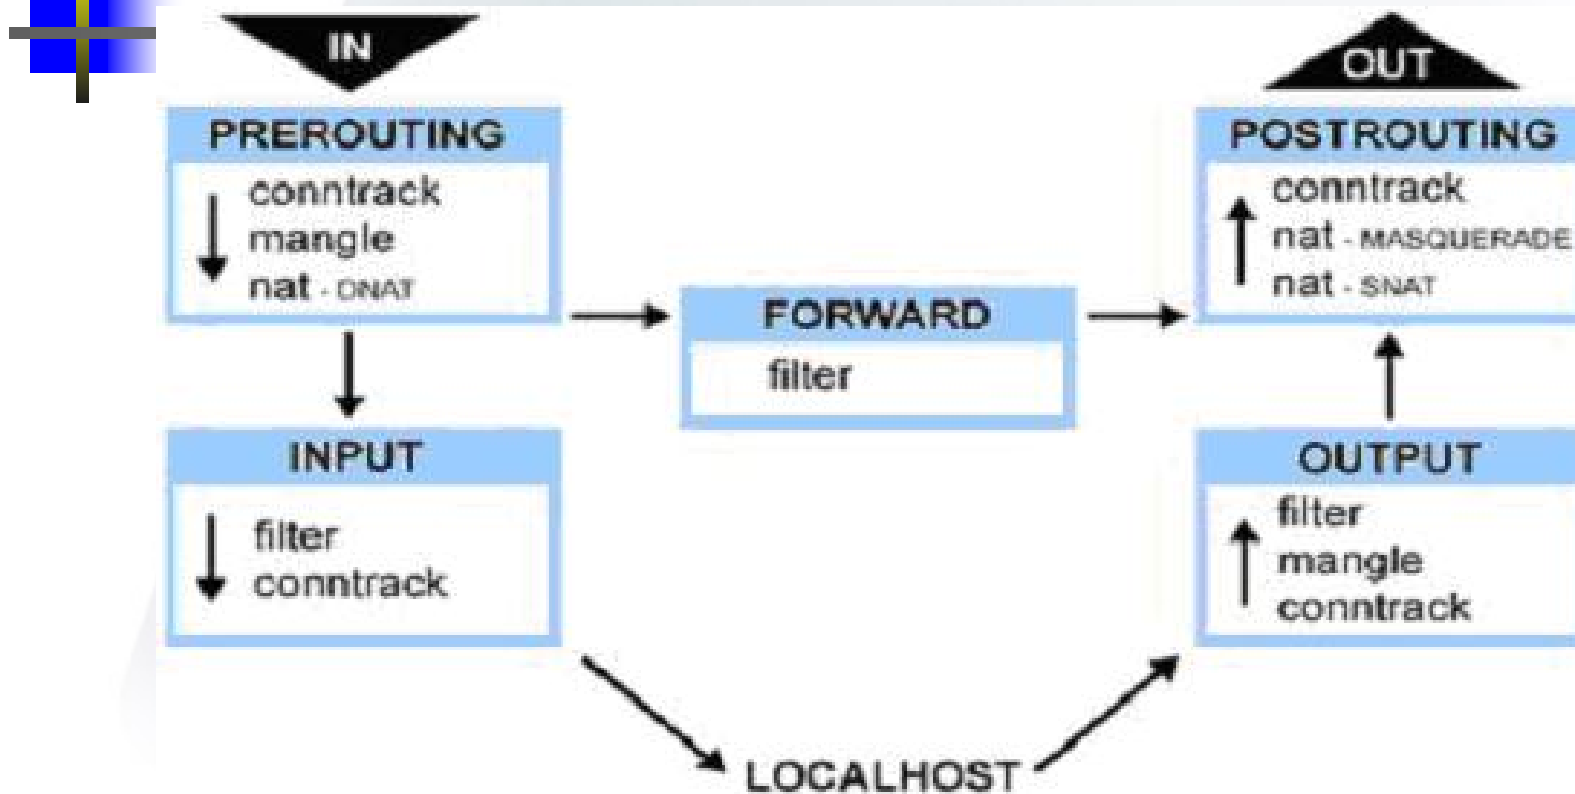 IN
PREROUTING
conntrack
mangle
nat - DNAT
INPUT
filter
conntrack
FORWARD
filter
LOCALHOST
OUT
POSTROUTING
conntrack
nat - MASQUERADE
nat - SNAT
OUTPUT
filter
mangle
conntrack